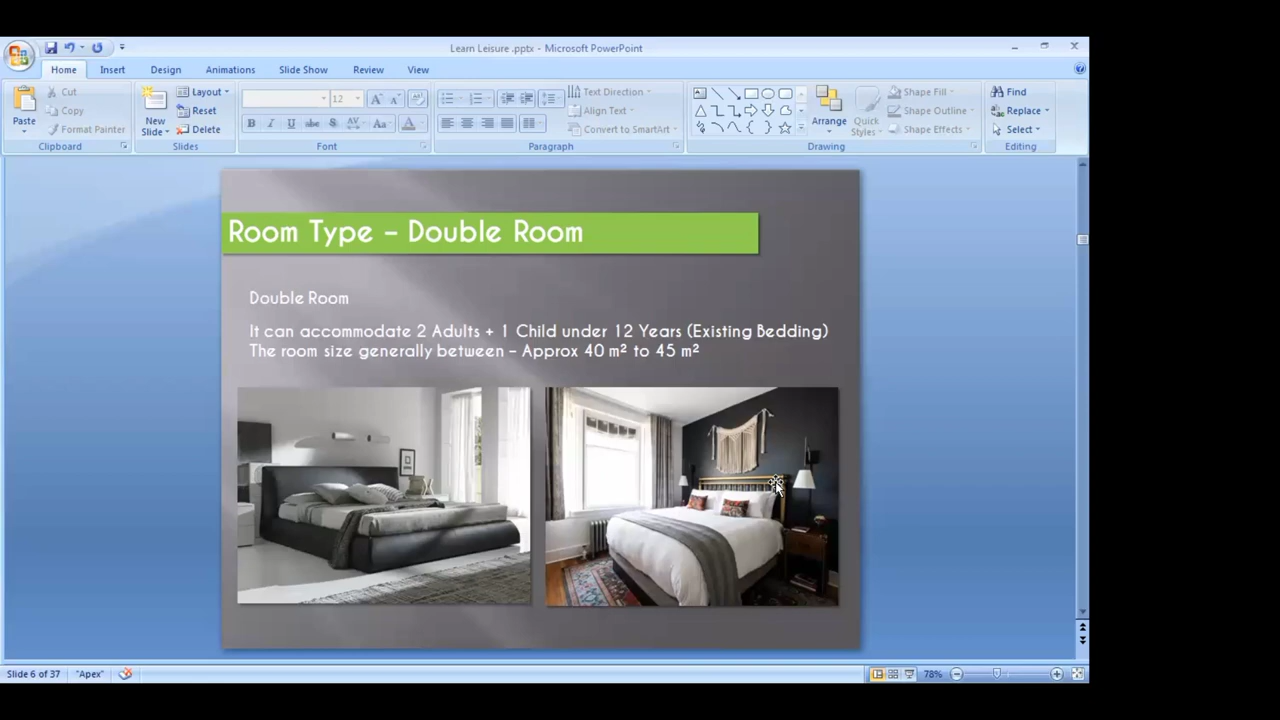 Learn Leisure .pptx - Microsoft PowerPoint
Home Insert Design Animations Slide Show Review View
Paste Cut Copy Format Painter
Clipboard
New Slide Layout Reset Delete
Slides
12
B I U abc S AV Aa A
Font
Text Direction
Align Text
Convert to SmartArt
Paragraph
Arrange Quick Styles
Shape Fill
Shape Outline
Shape Effects
Drawing
Find
Replace
Select
Editing
Room Type – Double Room
Double Room
It can accommodate 2 Adults + 1 Child under 12 Years (Existing Bedding)
The room size generally between – Approx 40 m² to 45 m²
Slide 6 of 37 "Apex" 78%